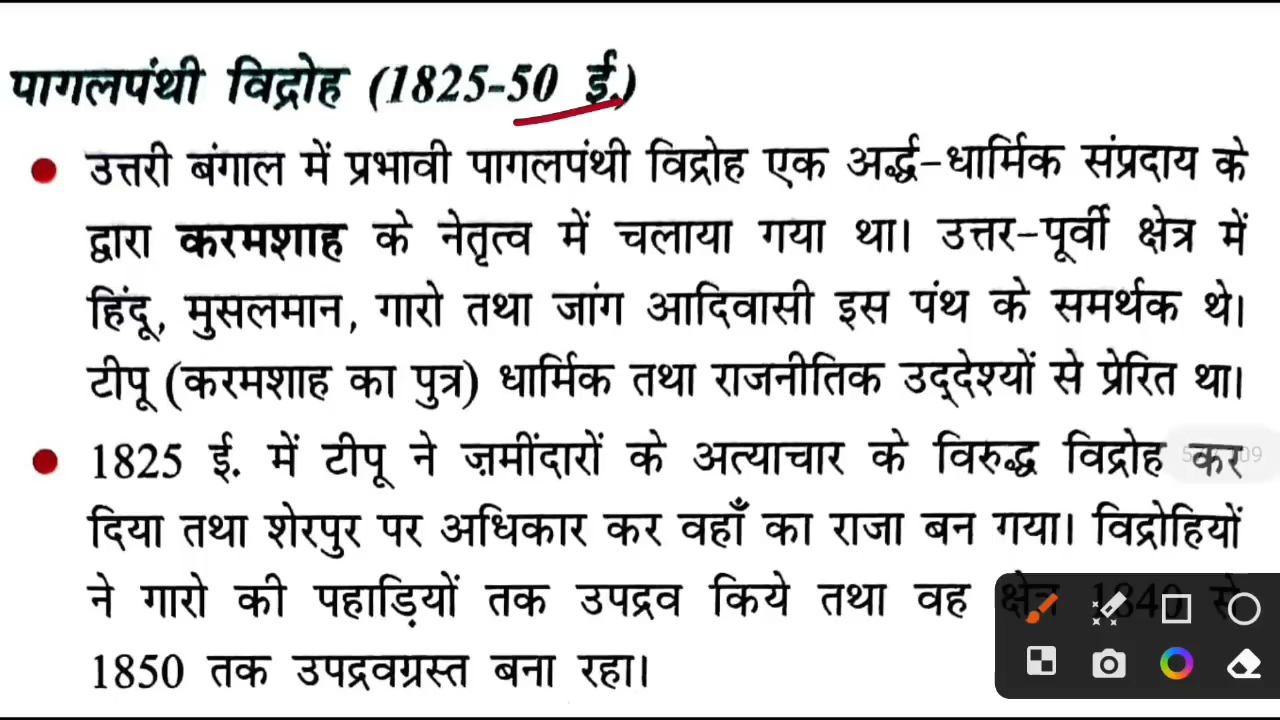 पागलपंथी विद्रोह (1825-50 ई.)
उत्तरी बंगाल में प्रभावी पागलपंथी विद्रोह एक अर्द्ध-धार्मिक संप्रदाय के
द्वारा करमशाह के नेतृत्व में चलाया गया था। उत्तर-पूर्वी क्षेत्र में
हिंदू, मुसलमान, गारो तथा जांग आदिवासी इस पंथ के समर्थक थे।
टीपू (करमशाह का पुत्र) धार्मिक तथा राजनीतिक उद्देश्यों से प्रेरित था।
1825 ई. में टीपू ने ज़मींदारों के अत्याचार के विरुद्ध विद्रोह कर
दिया तथा शेरपुर पर अधिकार कर वहाँ का राजा बन गया। विद्रोहियों
ने गारो की पहाड़ियों तक उपद्रव किये तथा वह क्षेत्र 1840 से
1850 तक उपद्रवग्रस्त बना रहा।